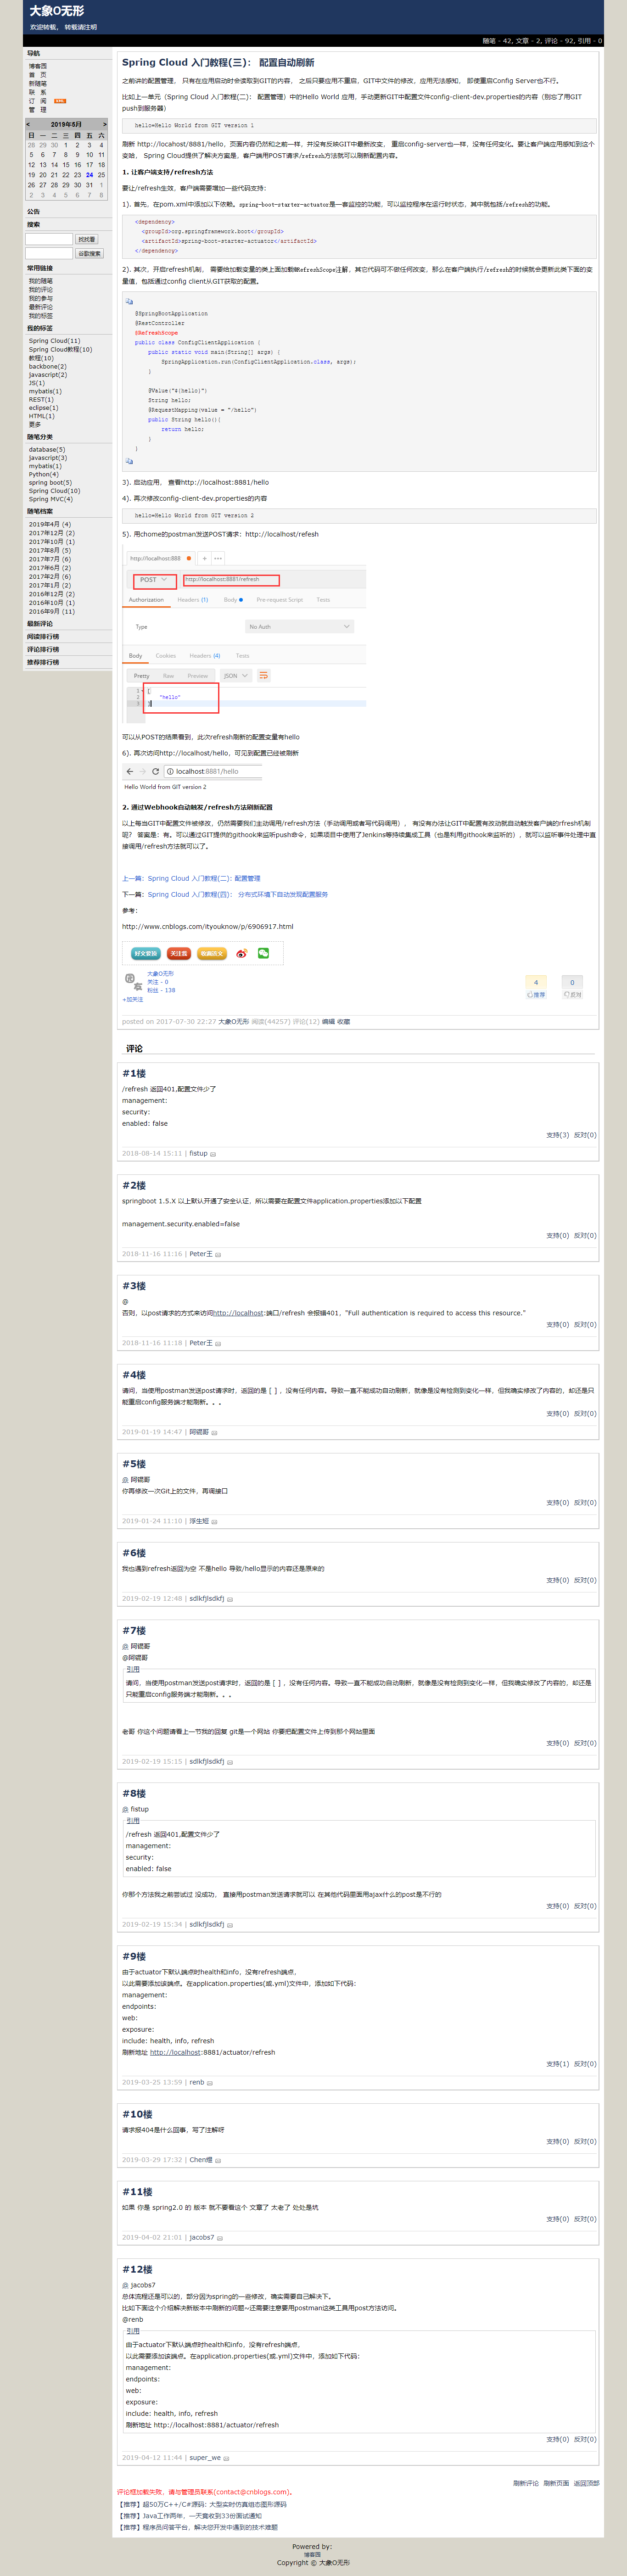 大象O无形
欢迎转载， 转载请注明
随笔 - 42, 文章 - 2, 评论 - 92, 引用 - 0
导航
博客园
首 页
新随笔
联 系
订 阅 XML
管 理
< 2019年5月 >
日 一 二 三 四 五 六
28 29 30 1 2 3 4
5 6 7 8 9 10 11
12 13 14 15 16 17 18
19 20 21 22 23 24 25
26 27 28 29 30 31 1
2 3 4 5 6 7 8
公告
搜索
找找看
谷歌搜索
常用链接
我的随笔
我的评论
我的参与
最新评论
我的标签
我的标签
Spring Cloud(11)
Spring Cloud教程(10)
教程(10)
backbone(2)
javascript(2)
JS(1)
mybatis(1)
REST(1)
eclipse(1)
HTML(1)
更多
随笔分类
database(5)
javascript(3)
mybatis(1)
Python(4)
spring boot(5)
Spring Cloud(10)
Spring MVC(4)
随笔档案
2019年4月 (4)
2017年12月 (2)
2017年10月 (1)
2017年8月 (5)
2017年7月 (6)
2017年6月 (2)
2017年2月 (6)
2017年1月 (2)
2016年12月 (2)
2016年10月 (1)
2016年9月 (11)
最新评论
阅读排行榜
评论排行榜
推荐排行榜
Spring Cloud 入门教程(三)： 配置自动刷新
之前讲的配置管理， 只有在应用启动时会读取到GIT的内容， 之后只要应用不重启，GIT中文件的修改，应用无法感知， 即使重启Config Server也不行。
比如上一单元（Spring Cloud 入门教程(二)： 配置管理）中的Hello World 应用，手动更新GIT中配置文件config-client-dev.properties的内容（别忘了用GIT
push到服务器）
hello=Hello World from GIT version 1
刷新 http://locahost/8881/hello，页面内容仍然和之前一样，并没有反映GIT中最新改变， 重启config-server也一样，没有任何变化。要让客户端应用感知到这个
变动， Spring Cloud提供了解决方案是，客户端用POST请求/refresh方法就可以刷新配置内容。
1. 让客户端支持/refresh方法
要让/refresh生效，客户端需要增加一些代码支持：
1). 首先，在pom.xml中添加以下依赖。spring-boot-starter-actuator是一套监控的功能，可以监控程序在运行时状态，其中就包括/refresh的功能。
<dependency>
<groupId>org.springframework.boot</groupId>
<artifactId>spring-boot-starter-actuator</artifactId>
</dependency>
2). 其次，开启refresh机制， 需要给加载变量的类上面加载@RefreshScope注解，其它代码可不做任何改变，那么在客户端执行/refresh的时候就会更新此类下面的变
量值，包括通过config client从GIT获取的配置。
@SpringBootApplication
@RestController
@RefreshScope
public class ConfigClientApplication {
public static void main(String[] args) {
SpringApplication.run(ConfigClientApplication.class, args);
}
@Value("${hello}")
String hello;
@RequestMapping(value = "/hello")
public String hello(){
return hello;
}
}
3). 启动应用， 查看http://localhost:8881/hello
4). 再次修改config-client-dev.properties的内容
hello=Hello World from GIT version 2
5). 用chome的postman发送POST请求：http://localhost/refesh
http://localhost:888 + •••
POST http://localhost:8881/refresh
Authorization Headers (1) Body Pre-request Script Tests
Type No Auth
Body Cookies Headers (4) Tests
Pretty Raw Preview JSON
1 [
2 "hello"
3 ]
可以从POST的结果看到，此次refresh刷新的配置变量有hello
6). 再次访问http://localhost/hello，可见到配置已经被刷新
localhost:8881/hello
Hello World from GIT version 2
2. 通过Webhook自动触发/refresh方法刷新配置
以上每当GIT中配置文件被修改，仍然需要我们主动调用/refresh方法（手动调用或者写代码调用）， 有没有办法让GIT中配置有改动就自动触发客户端的rfresh机制
呢？ 答案是：有。可以通过GIT提供的githook来监听push命令，如果项目中使用了Jenkins等持续集成工具（也是利用githook来监听的），就可以监听事件处理中直
接调用/refresh方法就可以了。
上一篇：Spring Cloud 入门教程(二)： 配置管理
下一篇：Spring Cloud 入门教程(四)： 分布式环境下自动发现配置服务
参考：
http://www.cnblogs.com/ityouknow/p/6906917.html
好文要顶 关注我 收藏该文
大象O无形
关注 - 0
粉丝 - 138
+加关注
4 推荐
0 反对
posted on 2017-07-30 22:27 大象O无形 阅读(44257) 评论(12) 编辑 收藏
评论
#1楼
/refresh 返回401,配置文件少了
management:
security:
enabled: false
支持(3) 反对(0)
2018-08-14 15:11 | fistup
#2楼
springboot 1.5.X 以上默认开通了安全认证，所以需要在配置文件application.properties添加以下配置
management.security.enabled=false
支持(0) 反对(0)
2018-11-16 11:16 | Peter王
#3楼
@
否则，以post请求的方式来访问http://localhost:端口/refresh 会报错401，"Full authentication is required to access this resource."
支持(0) 反对(0)
2018-11-16 11:18 | Peter王
#4楼
请问，当使用postman发送post请求时，返回的是 [ ] ，没有任何内容。导致一直不能成功自动刷新，就像是没有检测到变化一样，但我确实修改了内容的，却还是只
能重启config服务端才能刷新。。。
支持(0) 反对(0)
2019-01-19 14:47 | 阿锟哥
#5楼
@ 阿锟哥
你再修改一次Git上的文件，再调接口
支持(0) 反对(0)
2019-01-24 11:10 | 浮生短
#6楼
我也遇到refresh返回为空 不是hello 导致/hello显示的内容还是原来的
支持(0) 反对(0)
2019-02-19 12:48 | sdlkfjlsdkfj
#7楼
@ 阿锟哥
@阿锟哥
引用
请问，当使用postman发送post请求时，返回的是 [ ] ，没有任何内容。导致一直不能成功自动刷新，就像是没有检测到变化一样，但我确实修改了内容的，却还是
只能重启config服务端才能刷新。。。
老哥 你这个问题请看上一节我的回复 git是一个网站 你要把配置文件上传到那个网站里面
支持(0) 反对(0)
2019-02-19 15:15 | sdlkfjlsdkfj
#8楼
@ fistup
引用
/refresh 返回401,配置文件少了
management:
security:
enabled: false
你那个方法我之前尝试过 没成功， 直接用postman发送请求就可以 在其他代码里面用ajax什么的post是不行的
支持(0) 反对(0)
2019-02-19 15:34 | sdlkfjlsdkfj
#9楼
由于actuator下默认端点时health和info，没有refresh端点，
以此需要添加该端点。在application.properties(或.yml)文件中，添加如下代码:
management:
endpoints:
web:
exposure:
include: health, info, refresh
刷新地址 http://localhost:8881/actuator/refresh
支持(1) 反对(0)
2019-03-25 13:59 | renb
#10楼
请求报404是什么回事，写了注解呀
支持(0) 反对(0)
2019-03-29 17:32 | Chen煜
#11楼
如果 你是 spring2.0 的 版本 就不要看这个 文章了 太老了 处处是坑
支持(0) 反对(0)
2019-04-02 21:01 | jacobs7
#12楼
@ jacobs7
总体流程还是可以的，部分因为spring的一些修改，确实需要自己解决下。
比如下面这个介绍解决新版本中刷新的问题~还需要注意要用postman这类工具用post方法访问。
@renb
引用
由于actuator下默认端点时health和info，没有refresh端点，
以此需要添加该端点。在application.properties(或.yml)文件中，添加如下代码:
management:
endpoints:
web:
exposure:
include: health, info, refresh
刷新地址 http://localhost:8881/actuator/refresh
支持(0) 反对(0)
2019-04-12 11:44 | super_we
刷新评论 刷新页面 返回顶部
评论框加载失败，请与管理员联系(contact@cnblogs.com)。
【推荐】超50万C++/C#源码: 大型实时仿真组态图形源码
【推荐】Java工作两年，一天竟收到33份面试通知
【推荐】程序员问答平台，解决您开发中遇到的技术难题
Powered by:
博客园
Copyright © 大象O无形